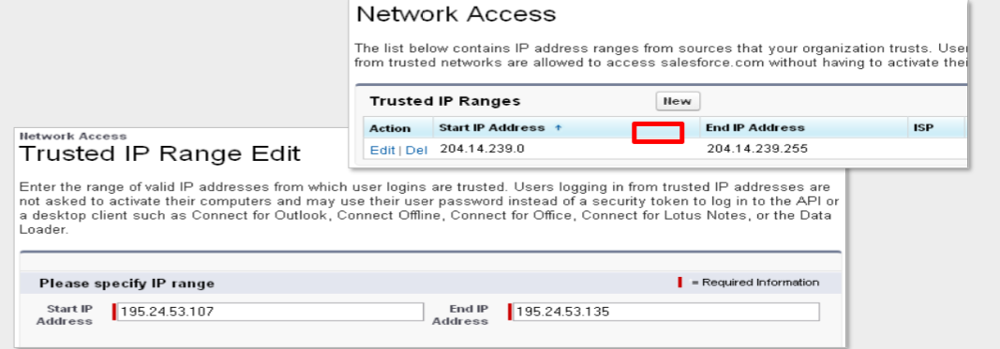 Network Access
The list below contains IP address ranges from sources that your organization trusts.
from trusted networks are allowed to access salesforce.com without having to activate
Trusted IP Ranges New
Action Start IP Address ↑ End IP Address ISP
Edit | Del 204.14.239.0 204.14.239.255
Network Access
Trusted IP Range Edit
Enter the range of valid IP addresses from which user logins are trusted. Users logging in from trusted IP addresses are
not asked to activate their computers and may use their user password instead of a security token to log in to the API or
a desktop client such as Connect for Outlook, Connect Offline, Connect for Office, Connect for Lotus Notes, or the Data
Loader.
Please specify IP range = Required Information
Start IP Address 195.24.53.107 End IP Address 195.24.53.135